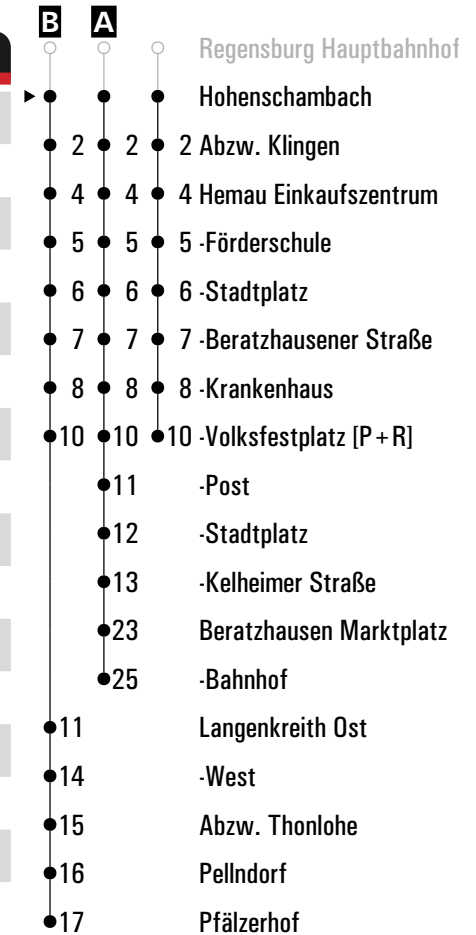 B A
Regensburg Hauptbahnhof
Hohenschambach
2 2 2 Abzw. Klingen
4 4 4 Hemau Einkaufszentrum
5 5 5 -Förderschule
6 6 6 -Stadtplatz
7 7 7 -Beratzhausener Straße
8 8 8 -Krankenhaus
10 10 10 -Volksfestplatz [P+R]
11 -Post
12 -Stadtplatz
13 -Kelheimer Straße
23 Beratzhausen Marktplatz
25 -Bahnhof
11 Langenkreith Ost
14 -West
15 Abzw. Thonlohe
16 Pellndorf
17 Pfälzerhof